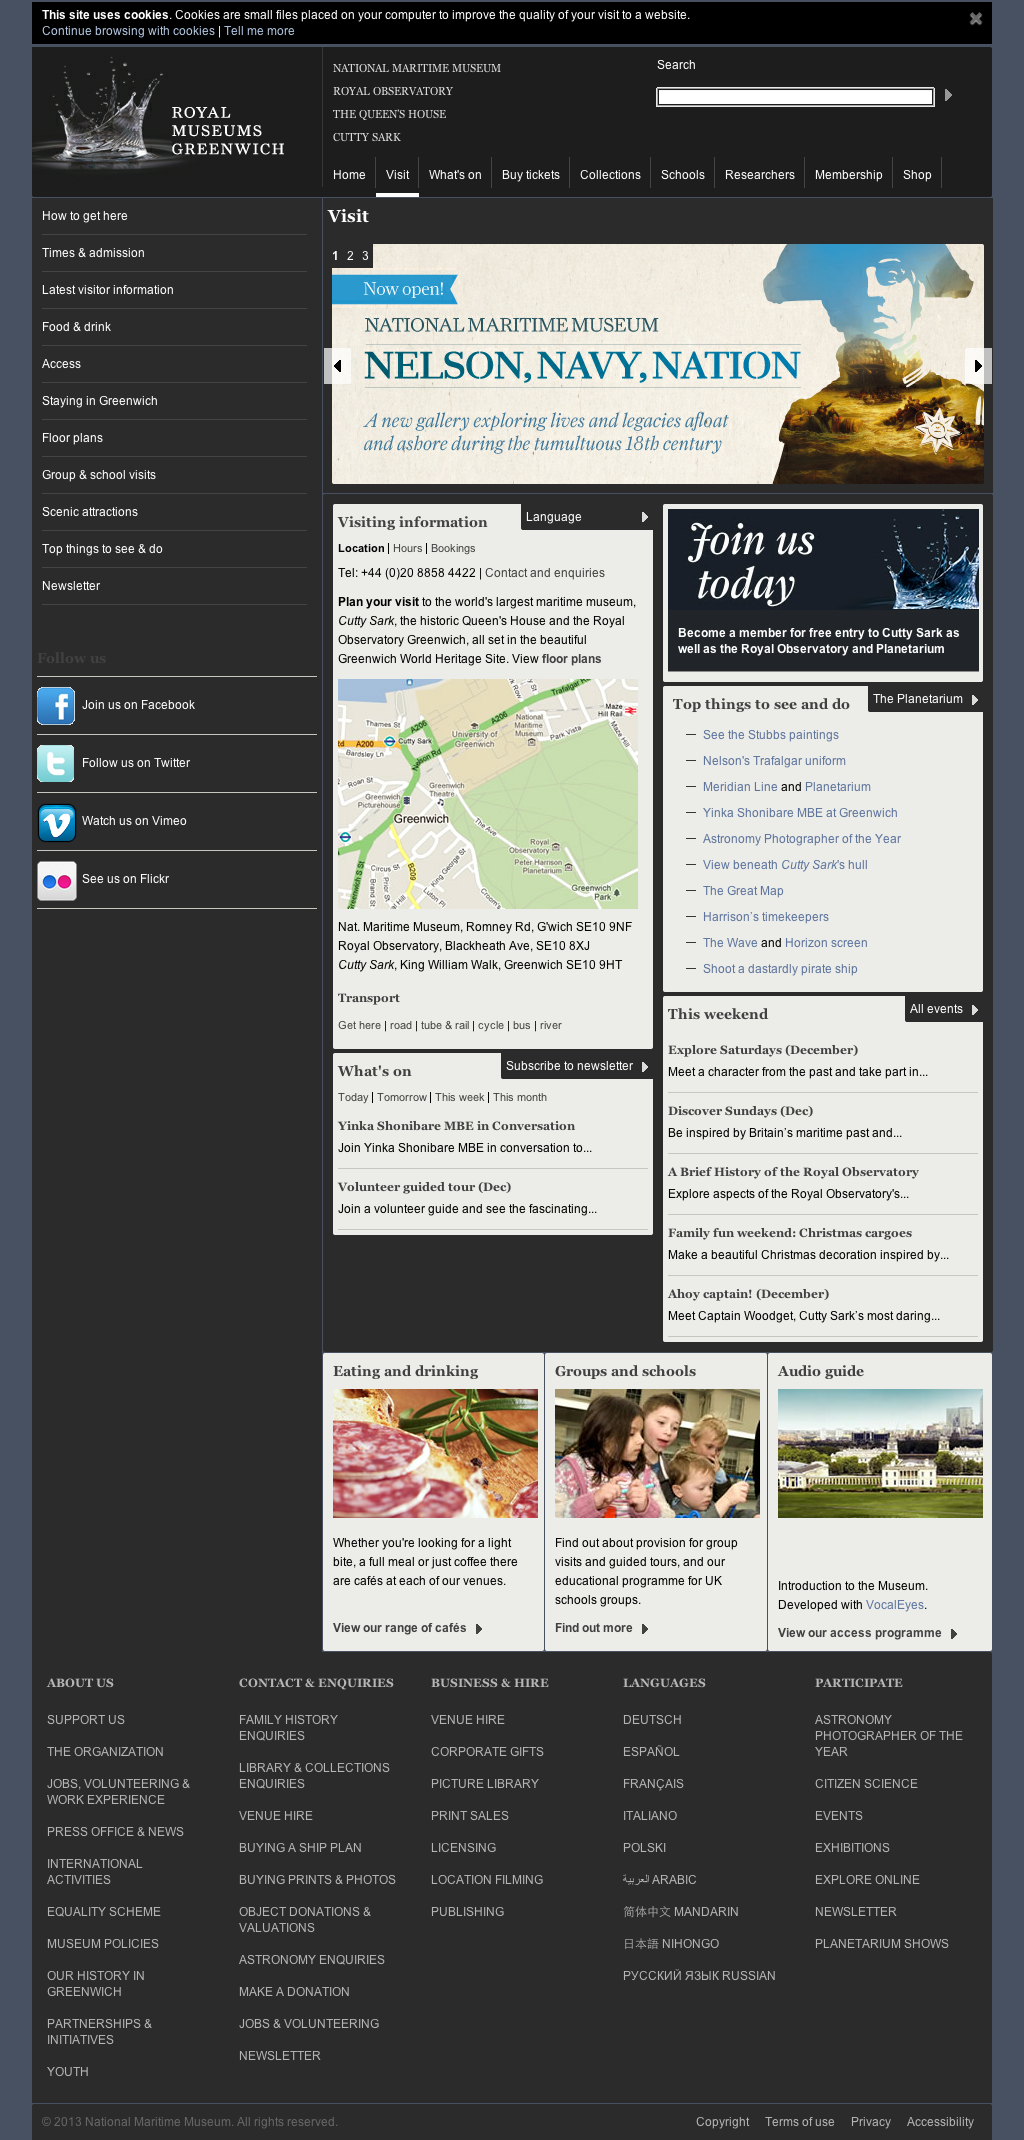 This site uses cookies. Cookies are small files placed on your computer to improve the quality of your visit to a website.
Continue browsing with cookies | Tell me more
ROYAL
MUSEUMS
GREENWICH
NATIONAL MARITIME MUSEUM
ROYAL OBSERVATORY
THE QUEEN'S HOUSE
CUTTY SARK
Search
Home
Visit
What's on
Buy tickets
Collections
Schools
Researchers
Membership
Shop
How to get here
Times & admission
Latest visitor information
Food & drink
Access
Staying in Greenwich
Floor plans
Group & school visits
Scenic attractions
Top things to see & do
Newsletter
Follow us
Join us on Facebook
Follow us on Twitter
Watch us on Vimeo
See us on Flickr
Visit
1 2 3
Now open!
NATIONAL MARITIME MUSEUM
NELSON, NAVY, NATION
A new gallery exploring lives and legacies afloat
and ashore during the tumultuous 18th century
Visiting information
Language
Location | Hours | Bookings
Tel: +44 (0)20 8858 4422 | Contact and enquiries
Plan your visit to the world's largest maritime museum,
Cutty Sark, the historic Queen's House and the Royal
Observatory Greenwich, all set in the beautiful
Greenwich World Heritage Site. View floor plans
Trafalgar R
Maze
Hill Rail
Thames St
National
Maritime
Museum
University of
Greenwich
Park Vista
Maze Hill
A206
A200
Cutty Sark
Bardsley Ln
Nelson Rd
Roan St
Greenwich
Picturehouse
Greenwich
Theatre
Greenwich
The Ave
Royal
Observatory
Peter Harrison
Planetarium
Circus St
King George St
Luton Pl
B209
Brand St
Greenwich S St
Greenwich
Park
Nat. Maritime Museum, Romney Rd, G'wich SE10 9NF
Royal Observatory, Blackheath Ave, SE10 8XJ
Cutty Sark, King William Walk, Greenwich SE10 9HT
Transport
Get here | road | tube & rail | cycle | bus | river
What's on
Subscribe to newsletter
Today | Tomorrow | This week | This month
Yinka Shonibare MBE in Conversation
Join Yinka Shonibare MBE in conversation to...
Volunteer guided tour (Dec)
Join a volunteer guide and see the fascinating...
Join us
today
Become a member for free entry to Cutty Sark as
well as the Royal Observatory and Planetarium
Top things to see and do
The Planetarium
— See the Stubbs paintings
— Nelson's Trafalgar uniform
— Meridian Line and Planetarium
— Yinka Shonibare MBE at Greenwich
— Astronomy Photographer of the Year
— View beneath Cutty Sark's hull
— The Great Map
— Harrison's timekeepers
— The Wave and Horizon screen
— Shoot a dastardly pirate ship
This weekend
All events
Explore Saturdays (December)
Meet a character from the past and take part in...
Discover Sundays (Dec)
Be inspired by Britain's maritime past and...
A Brief History of the Royal Observatory
Explore aspects of the Royal Observatory's...
Family fun weekend: Christmas cargoes
Make a beautiful Christmas decoration inspired by...
Ahoy captain! (December)
Meet Captain Woodget, Cutty Sark's most daring...
Eating and drinking
Whether you're looking for a light
bite, a full meal or just coffee there
are cafés at each of our venues.
View our range of cafés
Groups and schools
Find out about provision for group
visits and guided tours, and our
educational programme for UK
schools groups.
Find out more
Audio guide
Introduction to the Museum.
Developed with VocalEyes.
View our access programme
ABOUT US
SUPPORT US
THE ORGANIZATION
JOBS, VOLUNTEERING &
WORK EXPERIENCE
PRESS OFFICE & NEWS
INTERNATIONAL
ACTIVITIES
EQUALITY SCHEME
MUSEUM POLICIES
OUR HISTORY IN
GREENWICH
PARTNERSHIPS &
INITIATIVES
YOUTH
CONTACT & ENQUIRIES
FAMILY HISTORY
ENQUIRIES
LIBRARY & COLLECTIONS
ENQUIRIES
VENUE HIRE
BUYING A SHIP PLAN
BUYING PRINTS & PHOTOS
OBJECT DONATIONS &
VALUATIONS
ASTRONOMY ENQUIRIES
MAKE A DONATION
JOBS & VOLUNTEERING
NEWSLETTER
BUSINESS & HIRE
VENUE HIRE
CORPORATE GIFTS
PICTURE LIBRARY
PRINT SALES
LICENSING
LOCATION FILMING
PUBLISHING
LANGUAGES
DEUTSCH
ESPAÑOL
FRANÇAIS
ITALIANO
POLSKI
العربية ARABIC
简体中文 MANDARIN
日本語 NIHONGO
РУССКИЙ ЯЗЫК RUSSIAN
PARTICIPATE
ASTRONOMY
PHOTOGRAPHER OF THE
YEAR
CITIZEN SCIENCE
EVENTS
EXHIBITIONS
EXPLORE ONLINE
NEWSLETTER
PLANETARIUM SHOWS
© 2013 National Maritime Museum. All rights reserved.
Copyright
Terms of use
Privacy
Accessibility